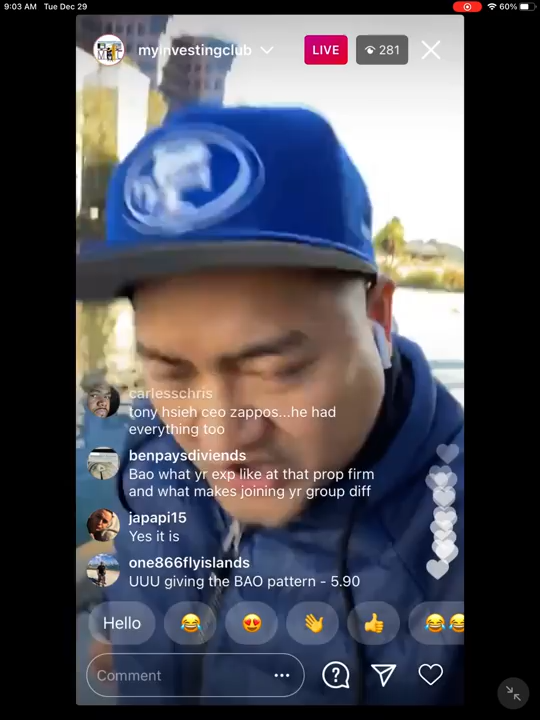 9:03 AM Tue Dec 29
60%
myinvestingclub
LIVE
281
carlesschris
tony hsieh ceo zappos...he had
everything too
benpaysdiviends
Bao what yr exp like at that prop firm
and what makes joining yr group diff
japapi15
Yes it is
one866flyislands
UUU giving the BAO pattern - 5.90
Hello
Comment